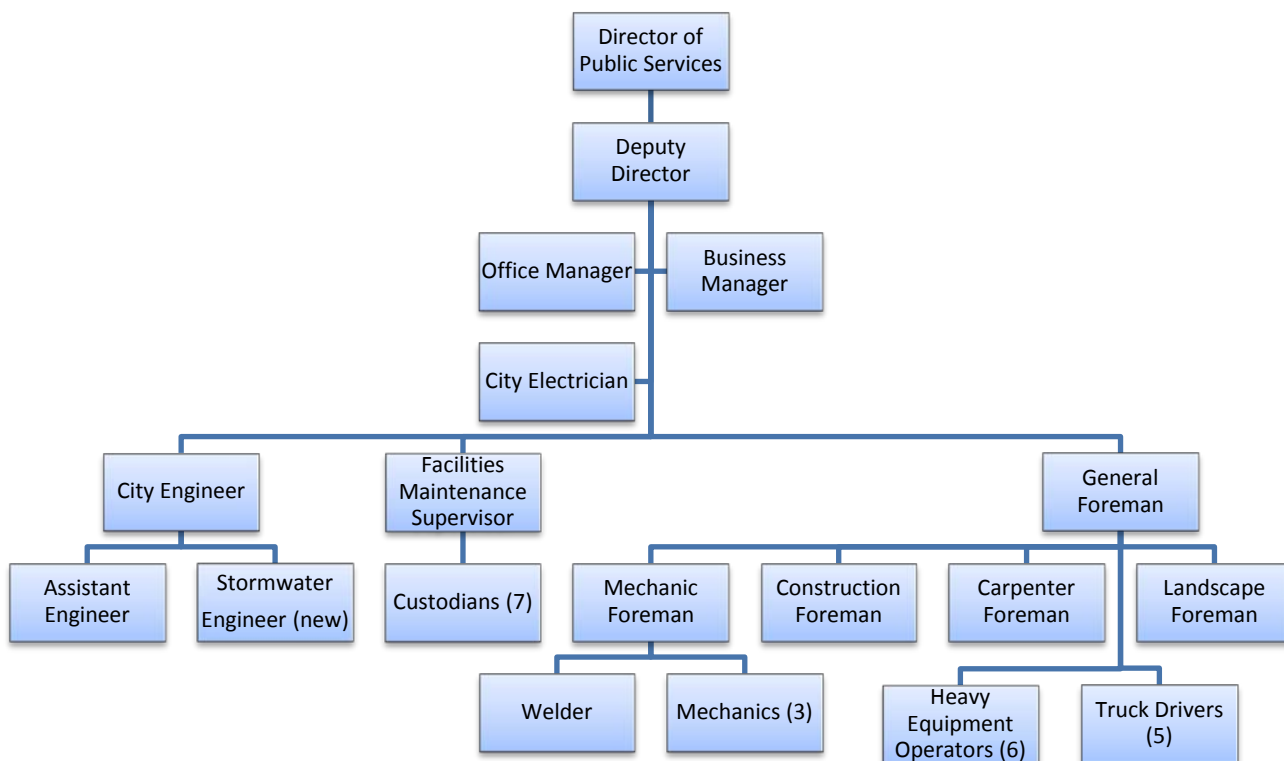 Director of
Public Services
Deputy
Director
Office Manager
Business
Manager
City Electrician
City Engineer
Facilities
Maintenance
Supervisor
General
Foreman
Assistant
Engineer
Stormwater
Engineer (new)
Custodians (7)
Mechanic
Foreman
Construction
Foreman
Carpenter
Foreman
Landscape
Foreman
Welder
Mechanics (3)
Heavy
Equipment
Operators (6)
Truck Drivers
(5)